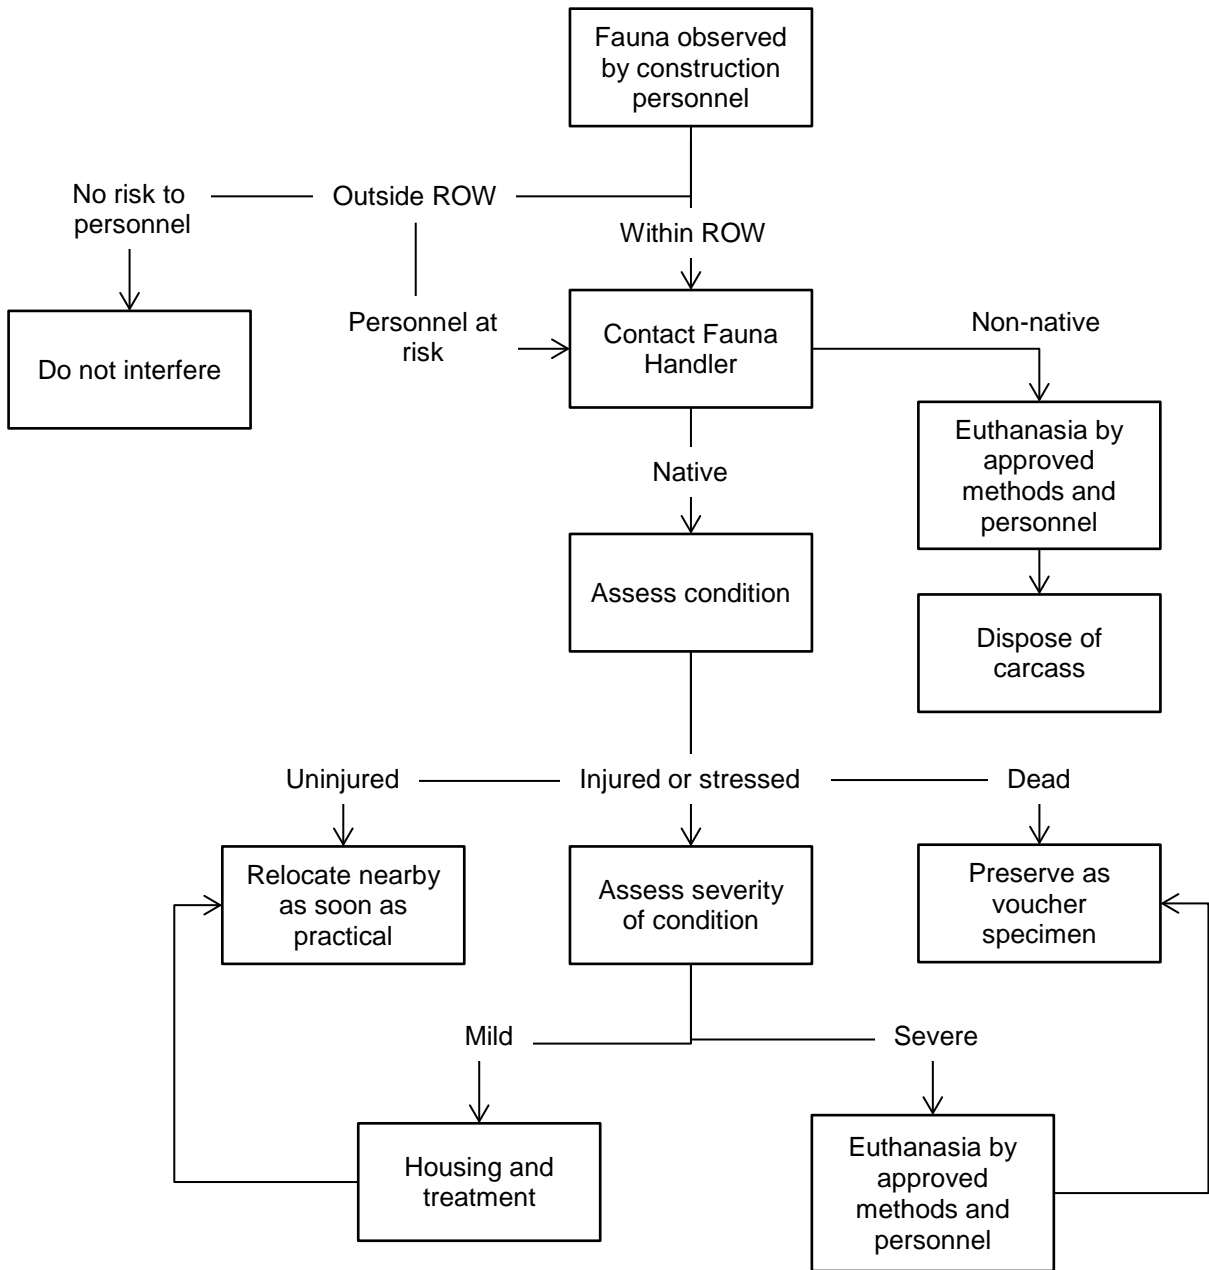 Fauna observed
by construction
personnel
No risk to
personnel
Outside ROW
Within ROW
Do not interfere
Personnel at
risk
Contact Fauna
Handler
Non-native
Euthanasia by
approved
methods and
personnel
Native
Assess condition
Dispose of
carcass
Uninjured
Injured or stressed
Dead
Relocate nearby
as soon as
practical
Assess severity
of condition
Preserve as
voucher
specimen
Mild
Severe
Housing and
treatment
Euthanasia by
approved
methods and
personnel